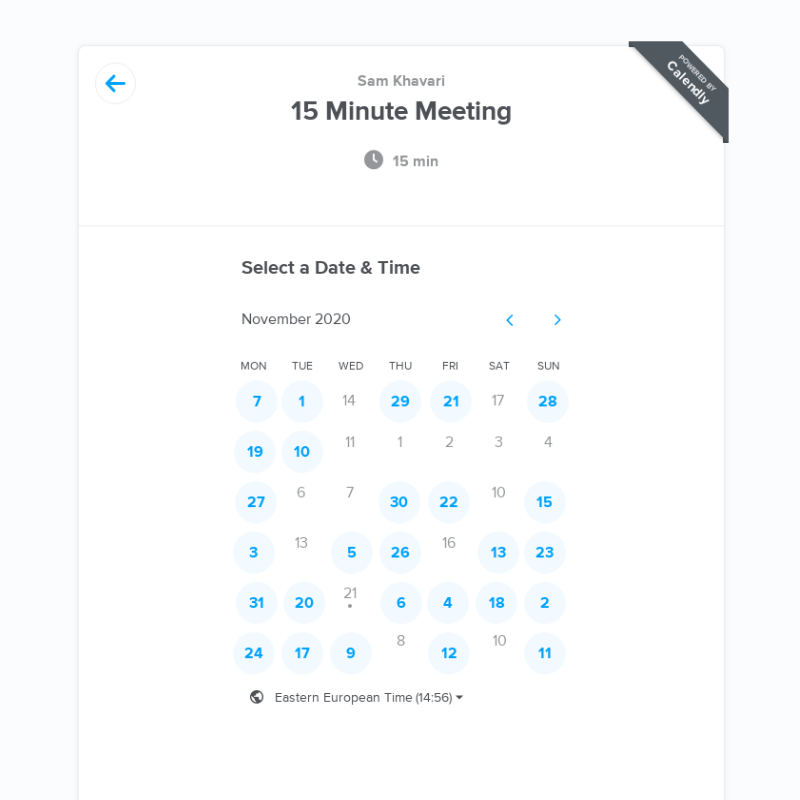 POWERED BY
Calendly
Sam Khavari
15 Minute Meeting
15 min
Select a Date & Time
November 2020
MON TUE WED THU FRI SAT SUN
7 1 14 29 21 17 28
19 10 11 1 2 3 4
27 6 7 30 22 10 15
3 13 5 26 16 13 23
31 20 21 6 4 18 2
24 17 9 8 12 10 11
Eastern European Time (14:56)